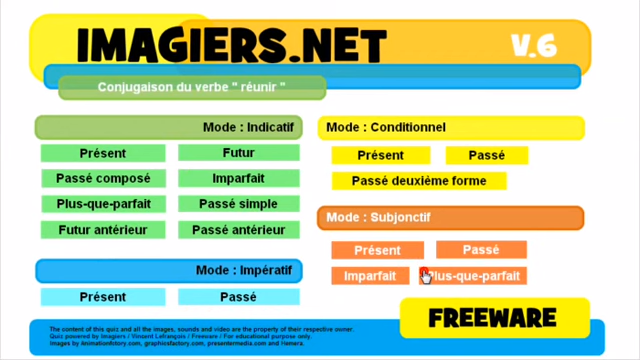 IMAGIERS.NET
V.6
Conjugaison du verbe " réunir "
Mode : Indicatif
Présent
Futur
Passé composé
Imparfait
Plus-que-parfait
Passé simple
Futur antérieur
Passé antérieur
Mode : Impératif
Présent
Passé
Mode : Conditionnel
Présent
Passé
Passé deuxième forme
Mode : Subjonctif
Présent
Passé
Imparfait
Plus-que-parfait
FREEWARE
The content of this quiz and all the images, sounds and video are the property of their respective owner.
Quiz powered by Imagiers / Vincent Lefrançois / Freeware / For educational purpose only.
Images by Animationfctory.com, graphicsfactory.com, presentermedia.com and Hemera.